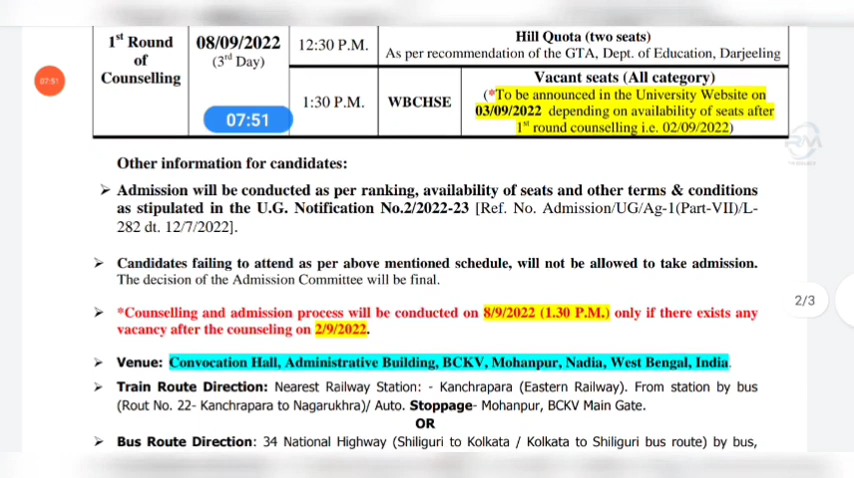 1st Round of Counselling
08/09/2022 (3rd Day)
12:30 P.M.
Hill Quota (two seats)
As per recommendation of the GTA, Dept. of Education, Darjeeling
1:30 P.M.
WBCHSE
Vacant seats (All category)
(*To be announced in the University Website on
03/09/2022 depending on availability of seats after
1st round counselling i.e. 02/09/2022)
07:51
07:51
Other information for candidates:
➢ Admission will be conducted as per ranking, availability of seats and other terms & conditions
as stipulated in the U.G. Notification No.2/2022-23 [Ref. No. Admission/UG/Ag-1(Part-VII)/L-
282 dt. 12/7/2022].
➢ Candidates failing to attend as per above mentioned schedule, will not be allowed to take admission.
The decision of the Admission Committee will be final.
➢ *Counselling and admission process will be conducted on 8/9/2022 (1.30 P.M.) only if there exists any
vacancy after the counseling on 2/9/2022.
2/3
➢ Venue: Convocation Hall, Administrative Building, BCKV, Mohanpur, Nadia, West Bengal, India.
➢ Train Route Direction: Nearest Railway Station: - Kanchrapara (Eastern Railway). From station by bus
(Rout No. 22- Kanchrapara to Nagarukhra)/ Auto. Stoppage- Mohanpur, BCKV Main Gate.
OR
➢ Bus Route Direction: 34 National Highway (Shiliguri to Kolkata / Kolkata to Shiliguri bus route) by bus,